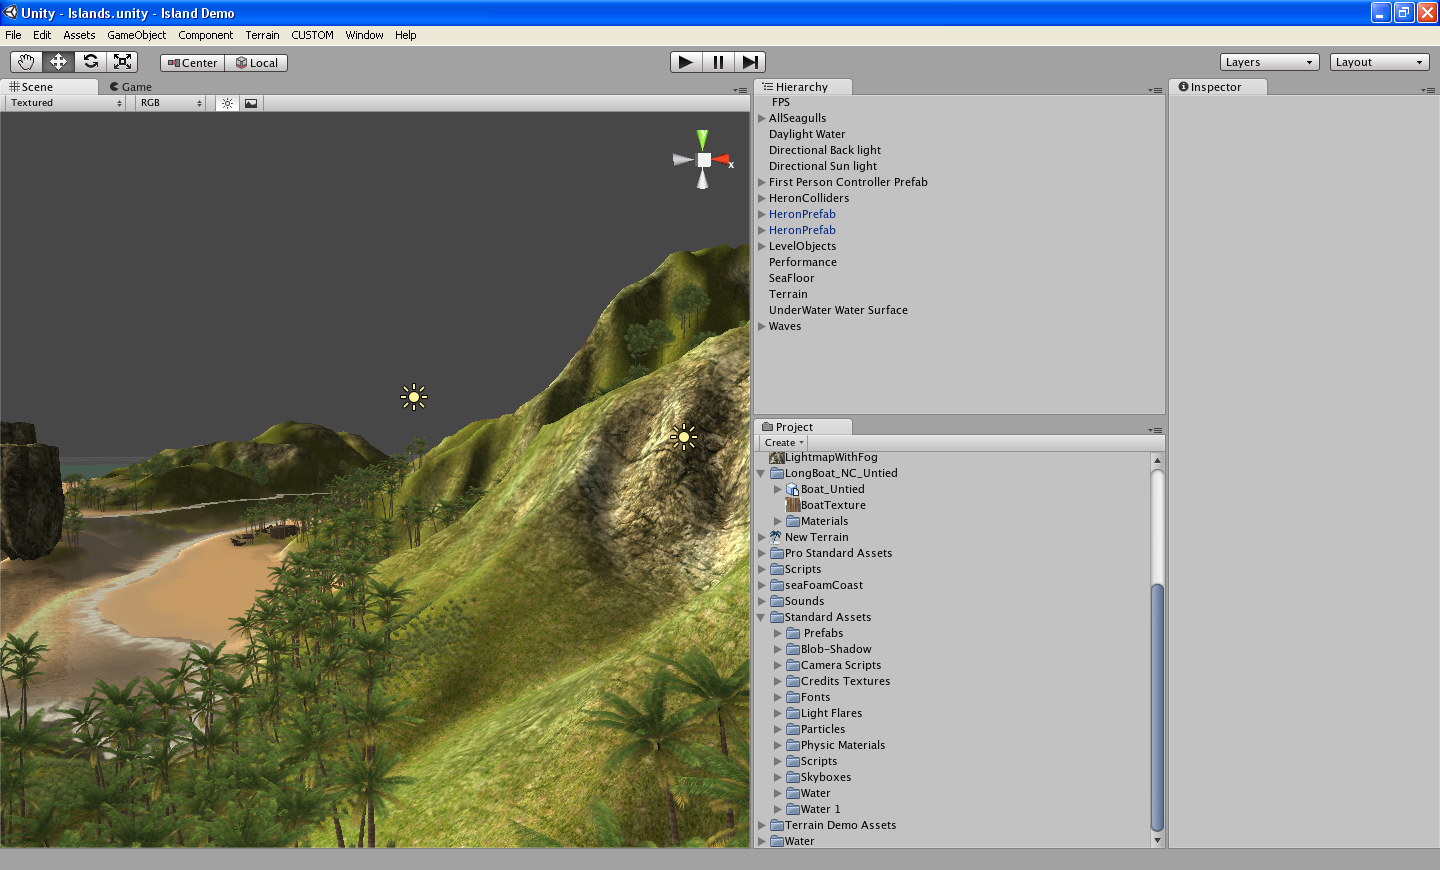 Unity - Islands.unity - Island Demo
File Edit Assets GameObject Component Terrain CUSTOM Window Help
Center Local Layers Layout
Scene Game
Textured RGB
y
x
Hierarchy
FPS
AllSeagulls
Daylight Water
Directional Back light
Directional Sun light
First Person Controller Prefab
HeronColliders
HeronPrefab
HeronPrefab
LevelObjects
Performance
SeaFloor
Terrain
UnderWater Water Surface
Waves
Project
Create
LightmapWithFog
LongBoat_NC_Untied
Boat_Untied
BoatTexture
Materials
New Terrain
Pro Standard Assets
Scripts
seaFoamCoast
Sounds
Standard Assets
Prefabs
Blob-Shadow
Camera Scripts
Credits Textures
Fonts
Light Flares
Particles
Physic Materials
Scripts
Skyboxes
Water
Water 1
Terrain Demo Assets
Water
Inspector